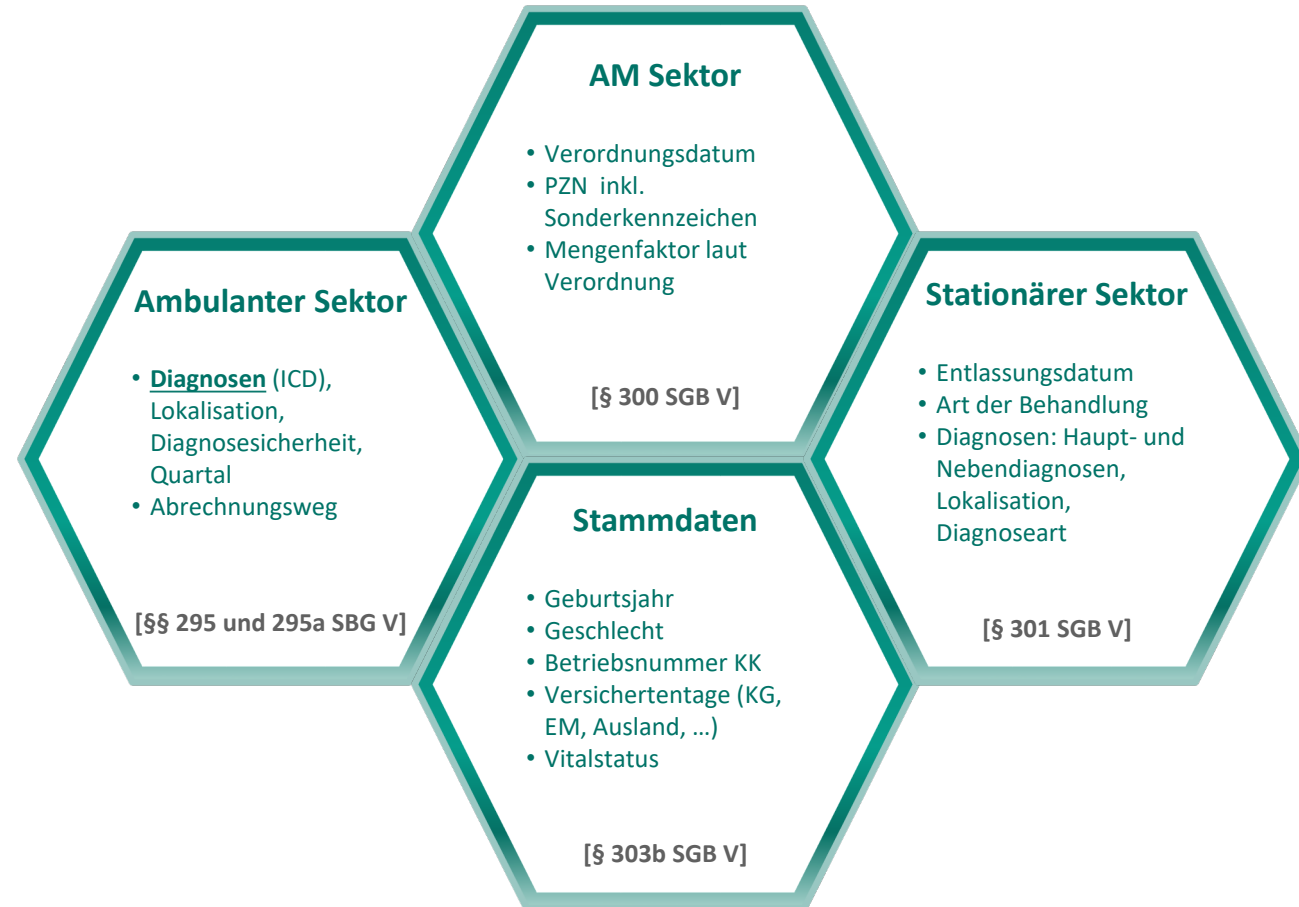 AM Sektor
• Verordnungsdatum
• PZN inkl.
Sonderkennzeichen
• Mengenfaktor laut
Verordnung
[§ 300 SGB V]
Ambulanter Sektor
• Diagnosen (ICD),
Lokalisation,
Diagnosesicherheit,
Quartal
• Abrechnungsweg
[§§ 295 und 295a SBG V]
Stationärer Sektor
• Entlassungsdatum
• Art der Behandlung
• Diagnosen: Haupt- und
Nebendiagnosen,
Lokalisation,
Diagnoseart
[§ 301 SGB V]
Stammdaten
• Geburtsjahr
• Geschlecht
• Betriebsnummer KK
• Versichertentage (KG,
EM, Ausland, ...)
• Vitalstatus
[§ 303b SGB V]